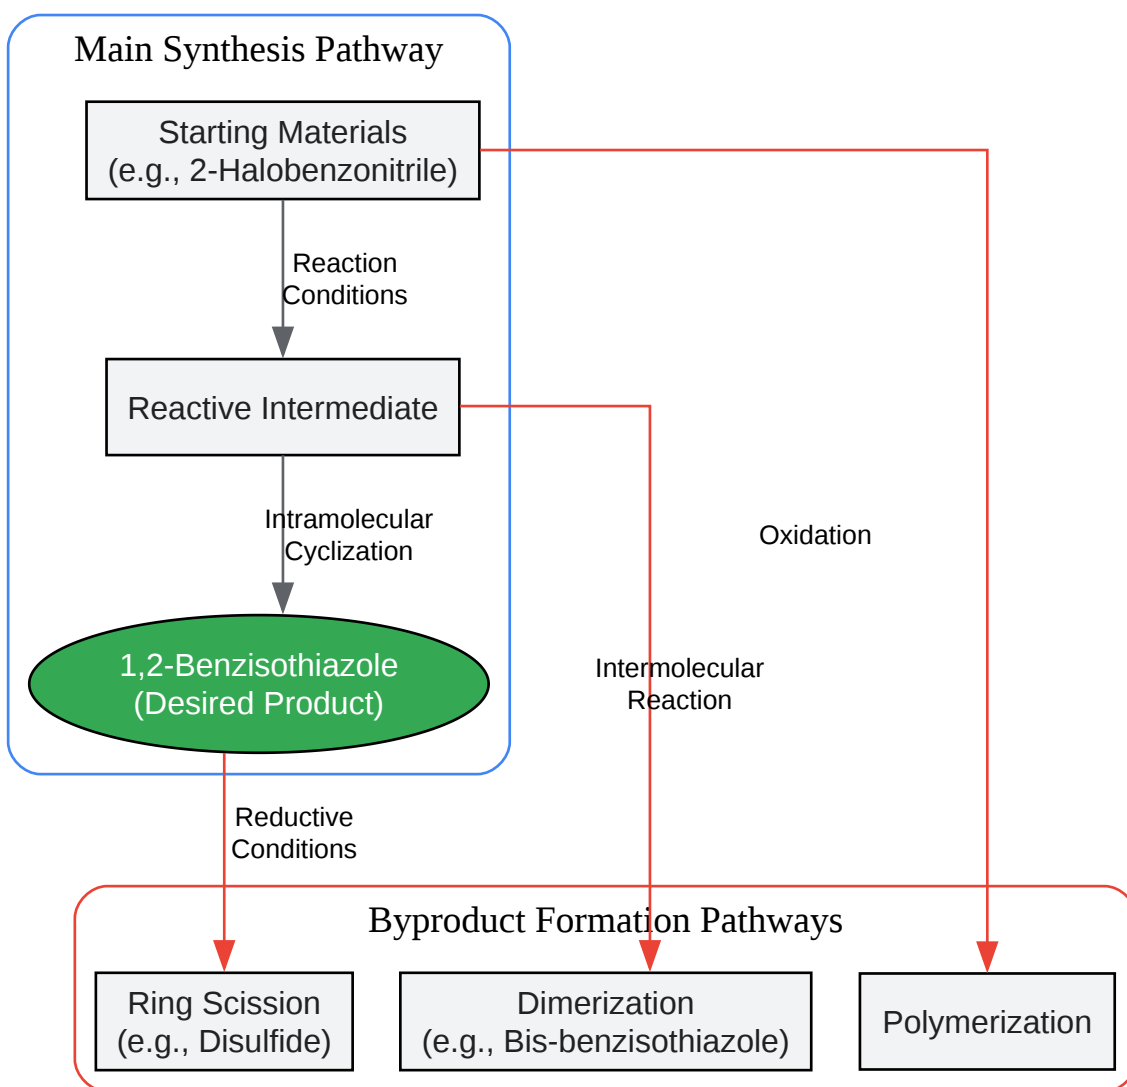 Main Synthesis Pathway
Starting Materials
(e.g., 2-Halobenzonitrile)
Reaction
Conditions
Reactive Intermediate
Intramolecular
Cyclization
Oxidation
1,2-Benzisothiazole
(Desired Product)
Intermolecular
Reaction
Reductive
Conditions
Byproduct Formation Pathways
Ring Scission
(e.g., Disulfide)
Dimerization
(e.g., Bis-benzisothiazole)
Polymerization